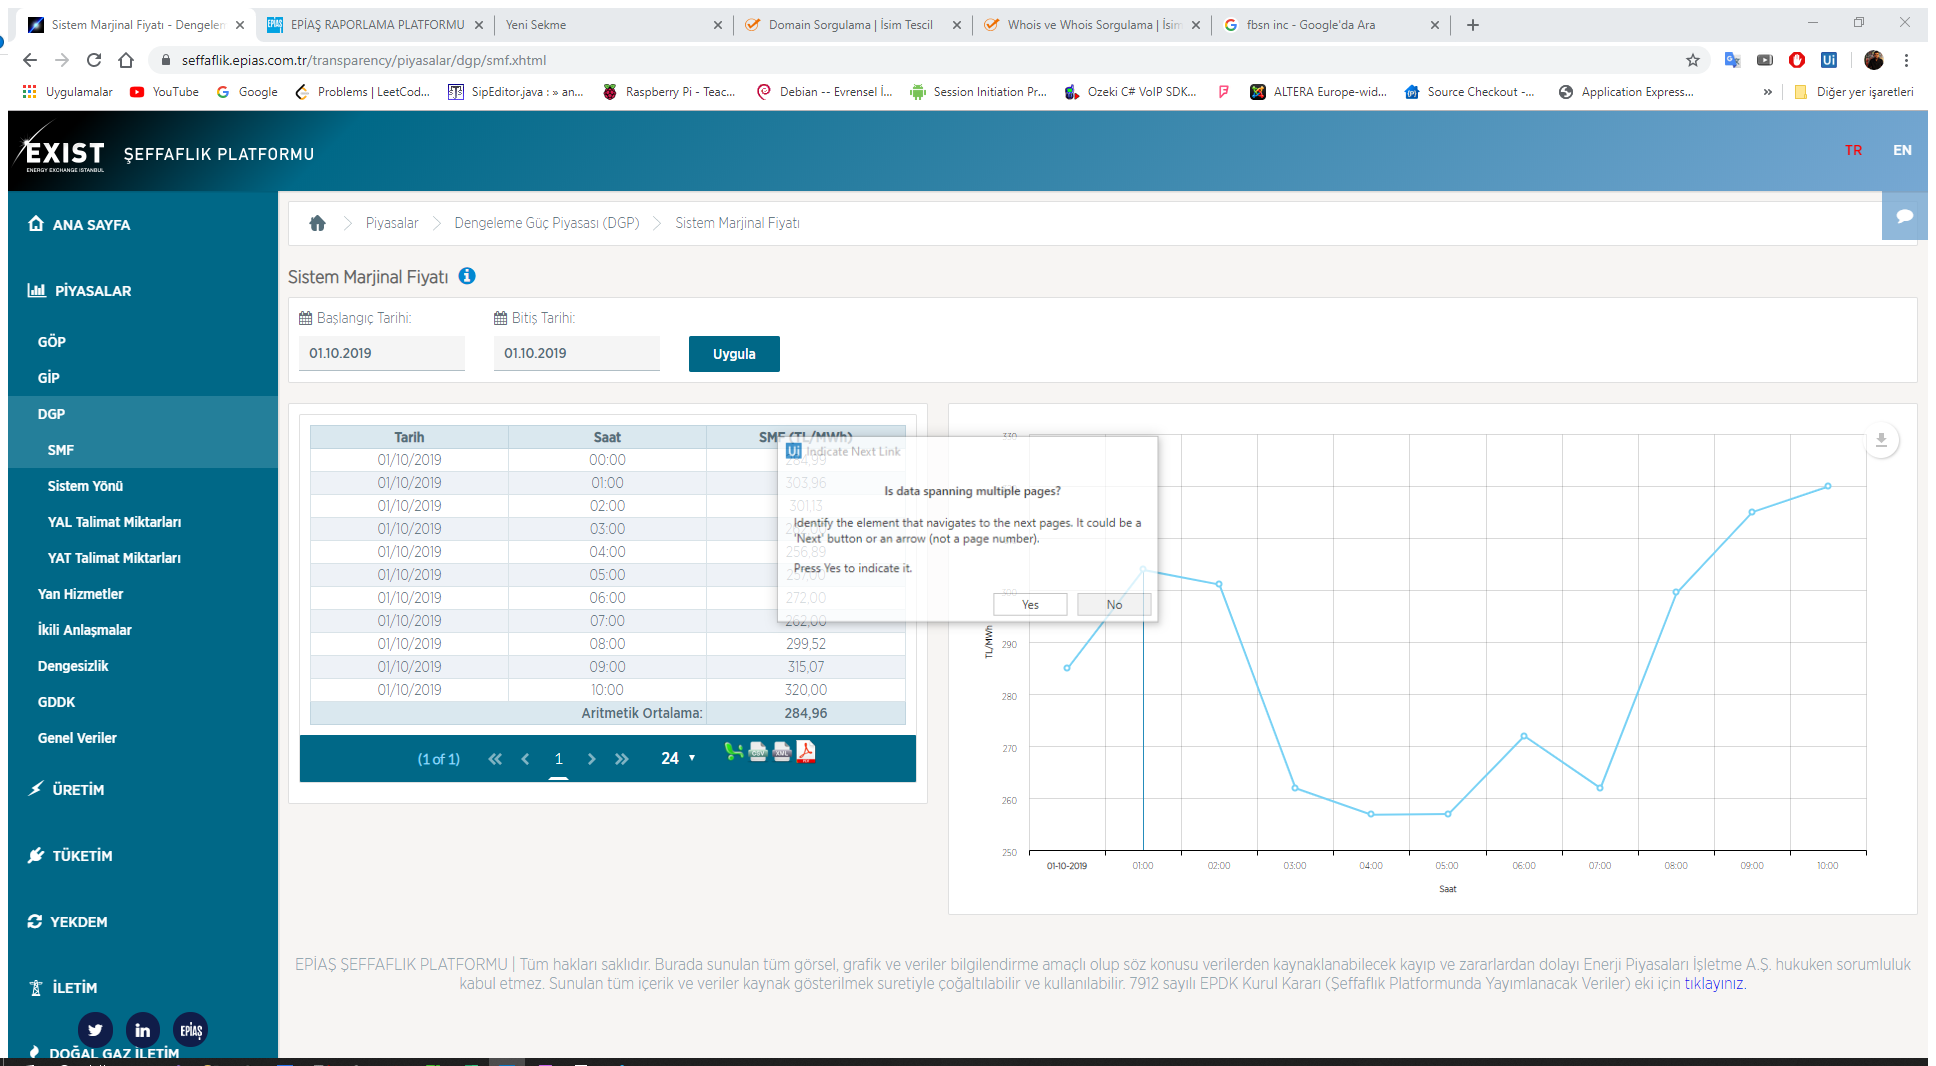 Sistem Marjinal Fiyatı - Dengelem
EPİAŞ RAPORLAMA PLATFORMU
Yeni Sekme
Domain Sorgulama | İsim Tescil
Whois ve Whois Sorgulama | İsim
fbsn inc - Google'da Ara
seffaflik.epias.com.tr/transparency/piyasalar/dgp/smf.xhtml
Uygulamalar
YouTube
Google
Problems | LeetCod...
SipEditor.java : » an...
Raspberry Pi - Teac...
Debian -- Evrensel İ...
Session Initiation Pr...
Ozeki C# VoIP SDK...
ALTERA Europe-wid...
Source Checkout -...
Application Express...
»
Diğer yer işaretleri
EXIST
ENERGY EXCHANGE ISTANBUL
ŞEFFAFLIK PLATFORMU
TR EN
ANA SAYFA
PİYASALAR
GÖP
GİP
DGP
SMF
Sistem Yönü
YAL Talimat Miktarları
YAT Talimat Miktarları
Yan Hizmetler
İkili Anlaşmalar
Dengesizlik
GDDK
Genel Veriler
ÜRETİM
TÜKETİM
YEKDEM
İLETİM
EPİAŞ
DOĞAL GAZ İLETİM
Piyasalar
Dengeleme Güç Piyasası (DGP)
Sistem Marjinal Fiyatı
Sistem Marjinal Fiyatı
Başlangıç Tarihi:
Bitiş Tarihi:
01.10.2019
01.10.2019
Uygula
Tarih Saat SMF (TL/MWh)
01/10/2019 00:00 284,99
01/10/2019 01:00 303,96
01/10/2019 02:00 301,13
01/10/2019 03:00
01/10/2019 04:00 256,89
01/10/2019 05:00 257,00
01/10/2019 06:00 272,00
01/10/2019 07:00 262,00
01/10/2019 08:00 299,52
01/10/2019 09:00 315,07
01/10/2019 10:00 320,00
Aritmetik Ortalama: 284,96
(1 of 1)
1
24
Ui Indicate Next Link
Is data spanning multiple pages?
Identify the element that navigates to the next pages. It could be a
'Next' button or an arrow (not a page number).
Press Yes to indicate it.
Yes
No
330
300
290
280
270
260
250
TL/MWh
01-10-2019 01:00 02:00 03:00 04:00 05:00 06:00 07:00 08:00 09:00 10:00
Saat
EPİAŞ ŞEFFAFLIK PLATFORMU | Tüm hakları saklıdır. Burada sunulan tüm görsel, grafik ve veriler bilgilendirme amaçlı olup söz konusu verilerden kaynaklanabilecek kayıp ve zararlardan dolayı Enerji Piyasaları İşletme A.Ş. hukuken sorumluluk
kabul etmez. Sunulan tüm içerik ve veriler kaynak gösterilmek suretiyle çoğaltılabilir ve kullanılabilir. 7912 sayılı EPDK Kurul Kararı (Şeffaflık Platformunda Yayımlanacak Veriler) eki için tıklayınız.